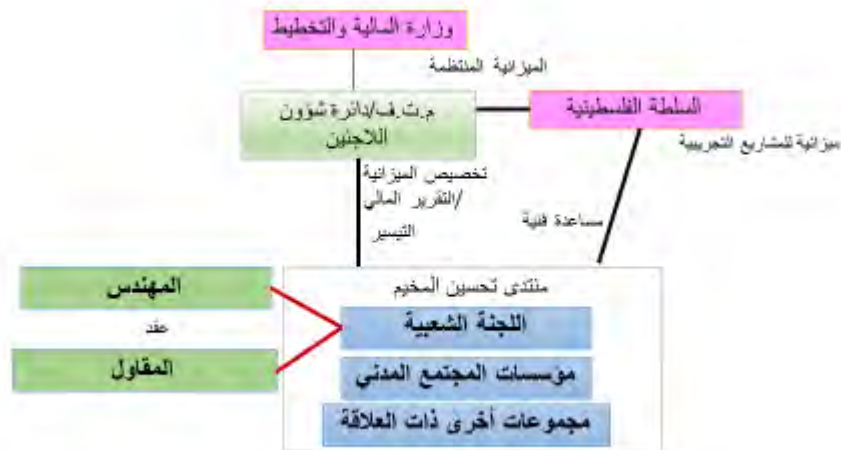 وزارة المالية والتخطيط
الميزانية المنتظمة
م.ت.ف/دائرة شؤون
اللاجئين
السلطة الفلسطينية
ميزانية للمشاريع التجريبية
تخصيص الميزانية
/التقرير المالي
التيسير
مساعدة فنية
منتدى تحسين المخيم
المهندس
اللجنة الشعبية
عقد
المقاول
مؤسسات المجتمع المدني
مجموعات أخرى ذات العلاقة